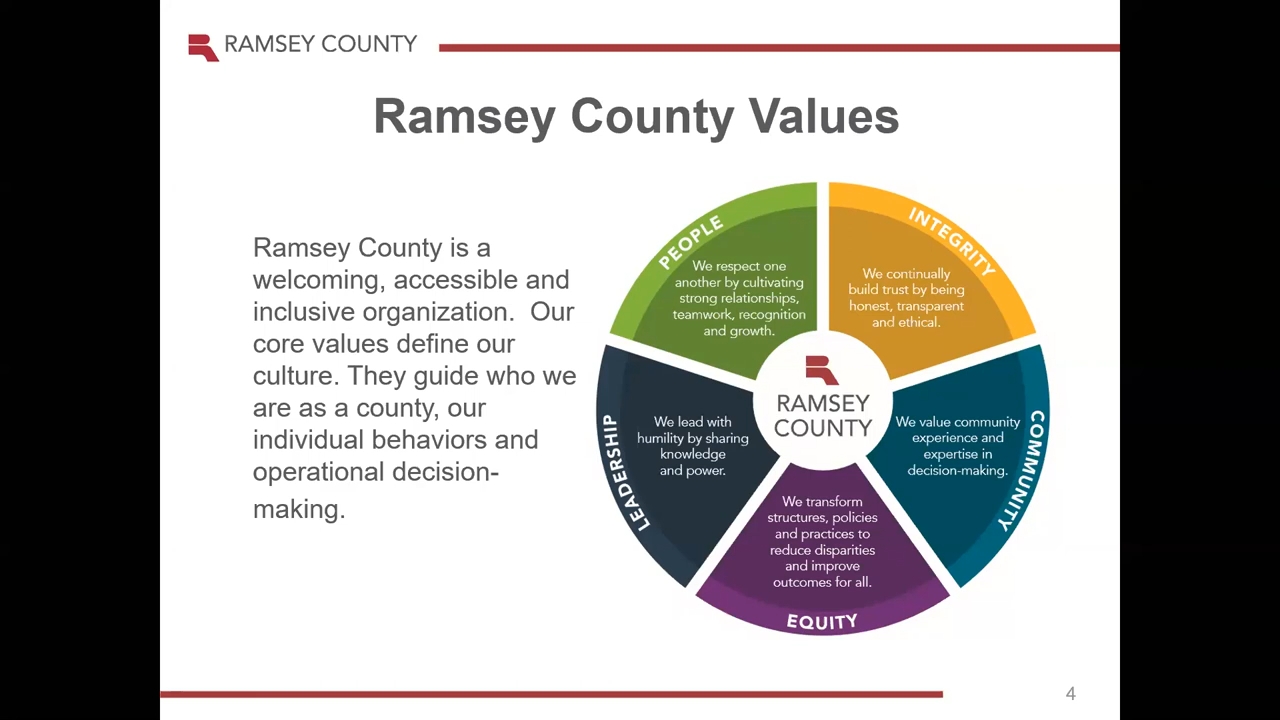 RAMSEY COUNTY
Ramsey County Values
Ramsey County is a
welcoming, accessible and
inclusive organization.  Our
core values define our
culture. They guide who we
are as a county, our
individual behaviors and
operational decision-
making.
PEOPLE
We respect one
another by cultivating
strong relationships,
teamwork, recognition
and growth.
INTEGRITY
We continually
build trust by being
honest, transparent
and ethical.
COMMUNITY
We value community
experience and
expertise in
decision-making.
EQUITY
We transform
structures, policies
and practices to
reduce disparities
and improve
outcomes for all.
LEADERSHIP
We lead with
humility by sharing
knowledge
and power.
RAMSEY
COUNTY
4